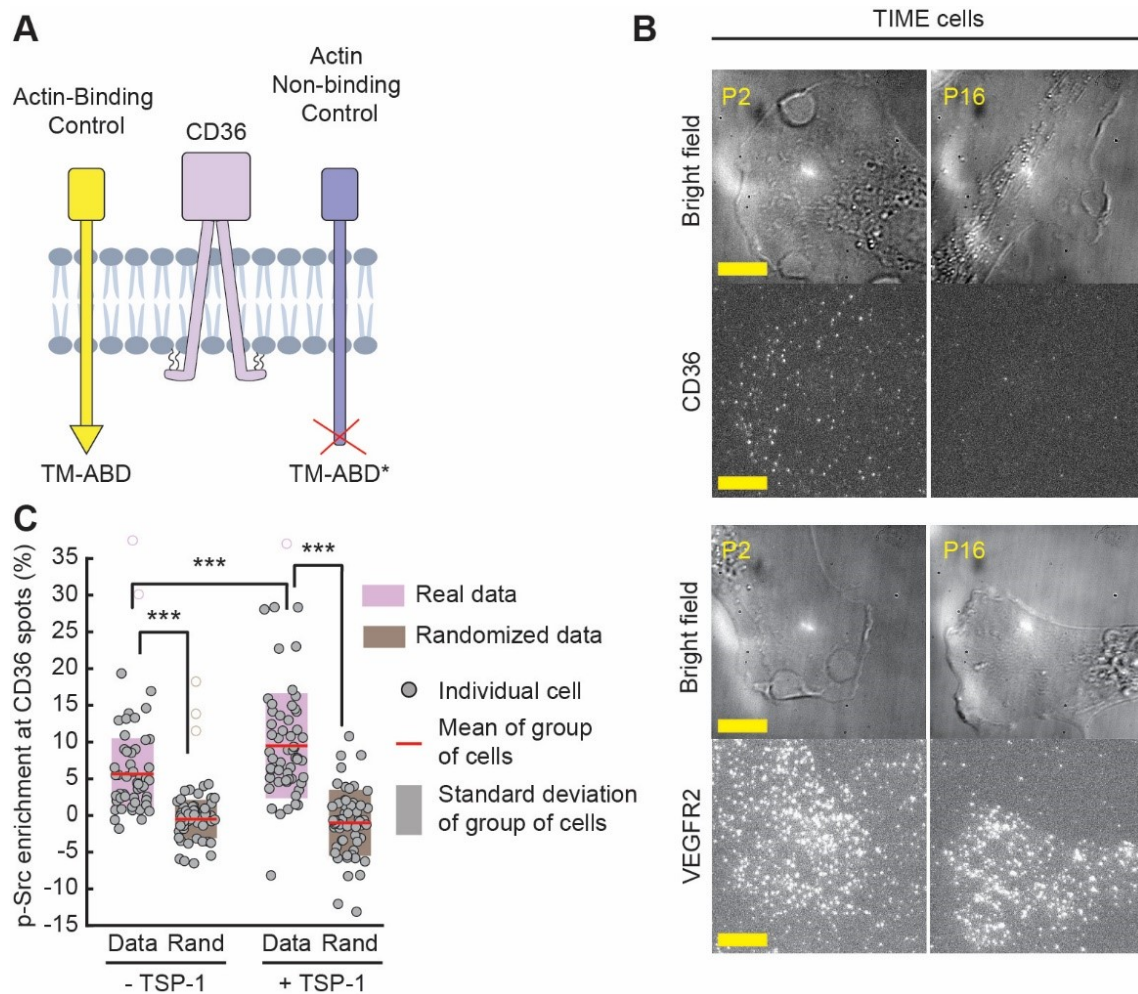 A
Actin-Binding
Control
CD36
Actin
Non-binding
Control
TM-ABD
TM-ABD*
B
TIME cells
Bright field
P2
P16
CD36
Bright field
P2
P16
VEGFR2
C
p-Src enrichment at CD36 spots (%)
35
30
25
20
15
10
5
0
-5
-10
-15
***
***
***
Real data
Randomized data
Individual cell
Mean of group
of cells
Standard deviation
of group of cells
Data Rand Data Rand
- TSP-1 + TSP-1